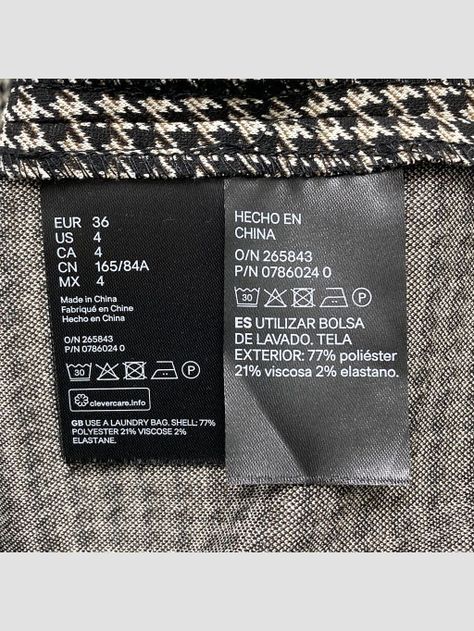 EUR 36
US 4
CA 4
CN 165/84A
MX 4
Made in China
Fabriqué en Chine
Hecho en China
O/N 265843
P/N 0786024 0
30 P
clevercare.info
GB USE A LAUNDRY BAG. SHELL: 77%
POLYESTER 21% VISCOSE 2%
ELASTANE.
HECHO EN
CHINA
O/N 265843
P/N 0786024 0
30 P
ES UTILIZAR BOLSA
DE LAVADO. TELA
EXTERIOR: 77% poliéster
21% viscosa 2% elastano.